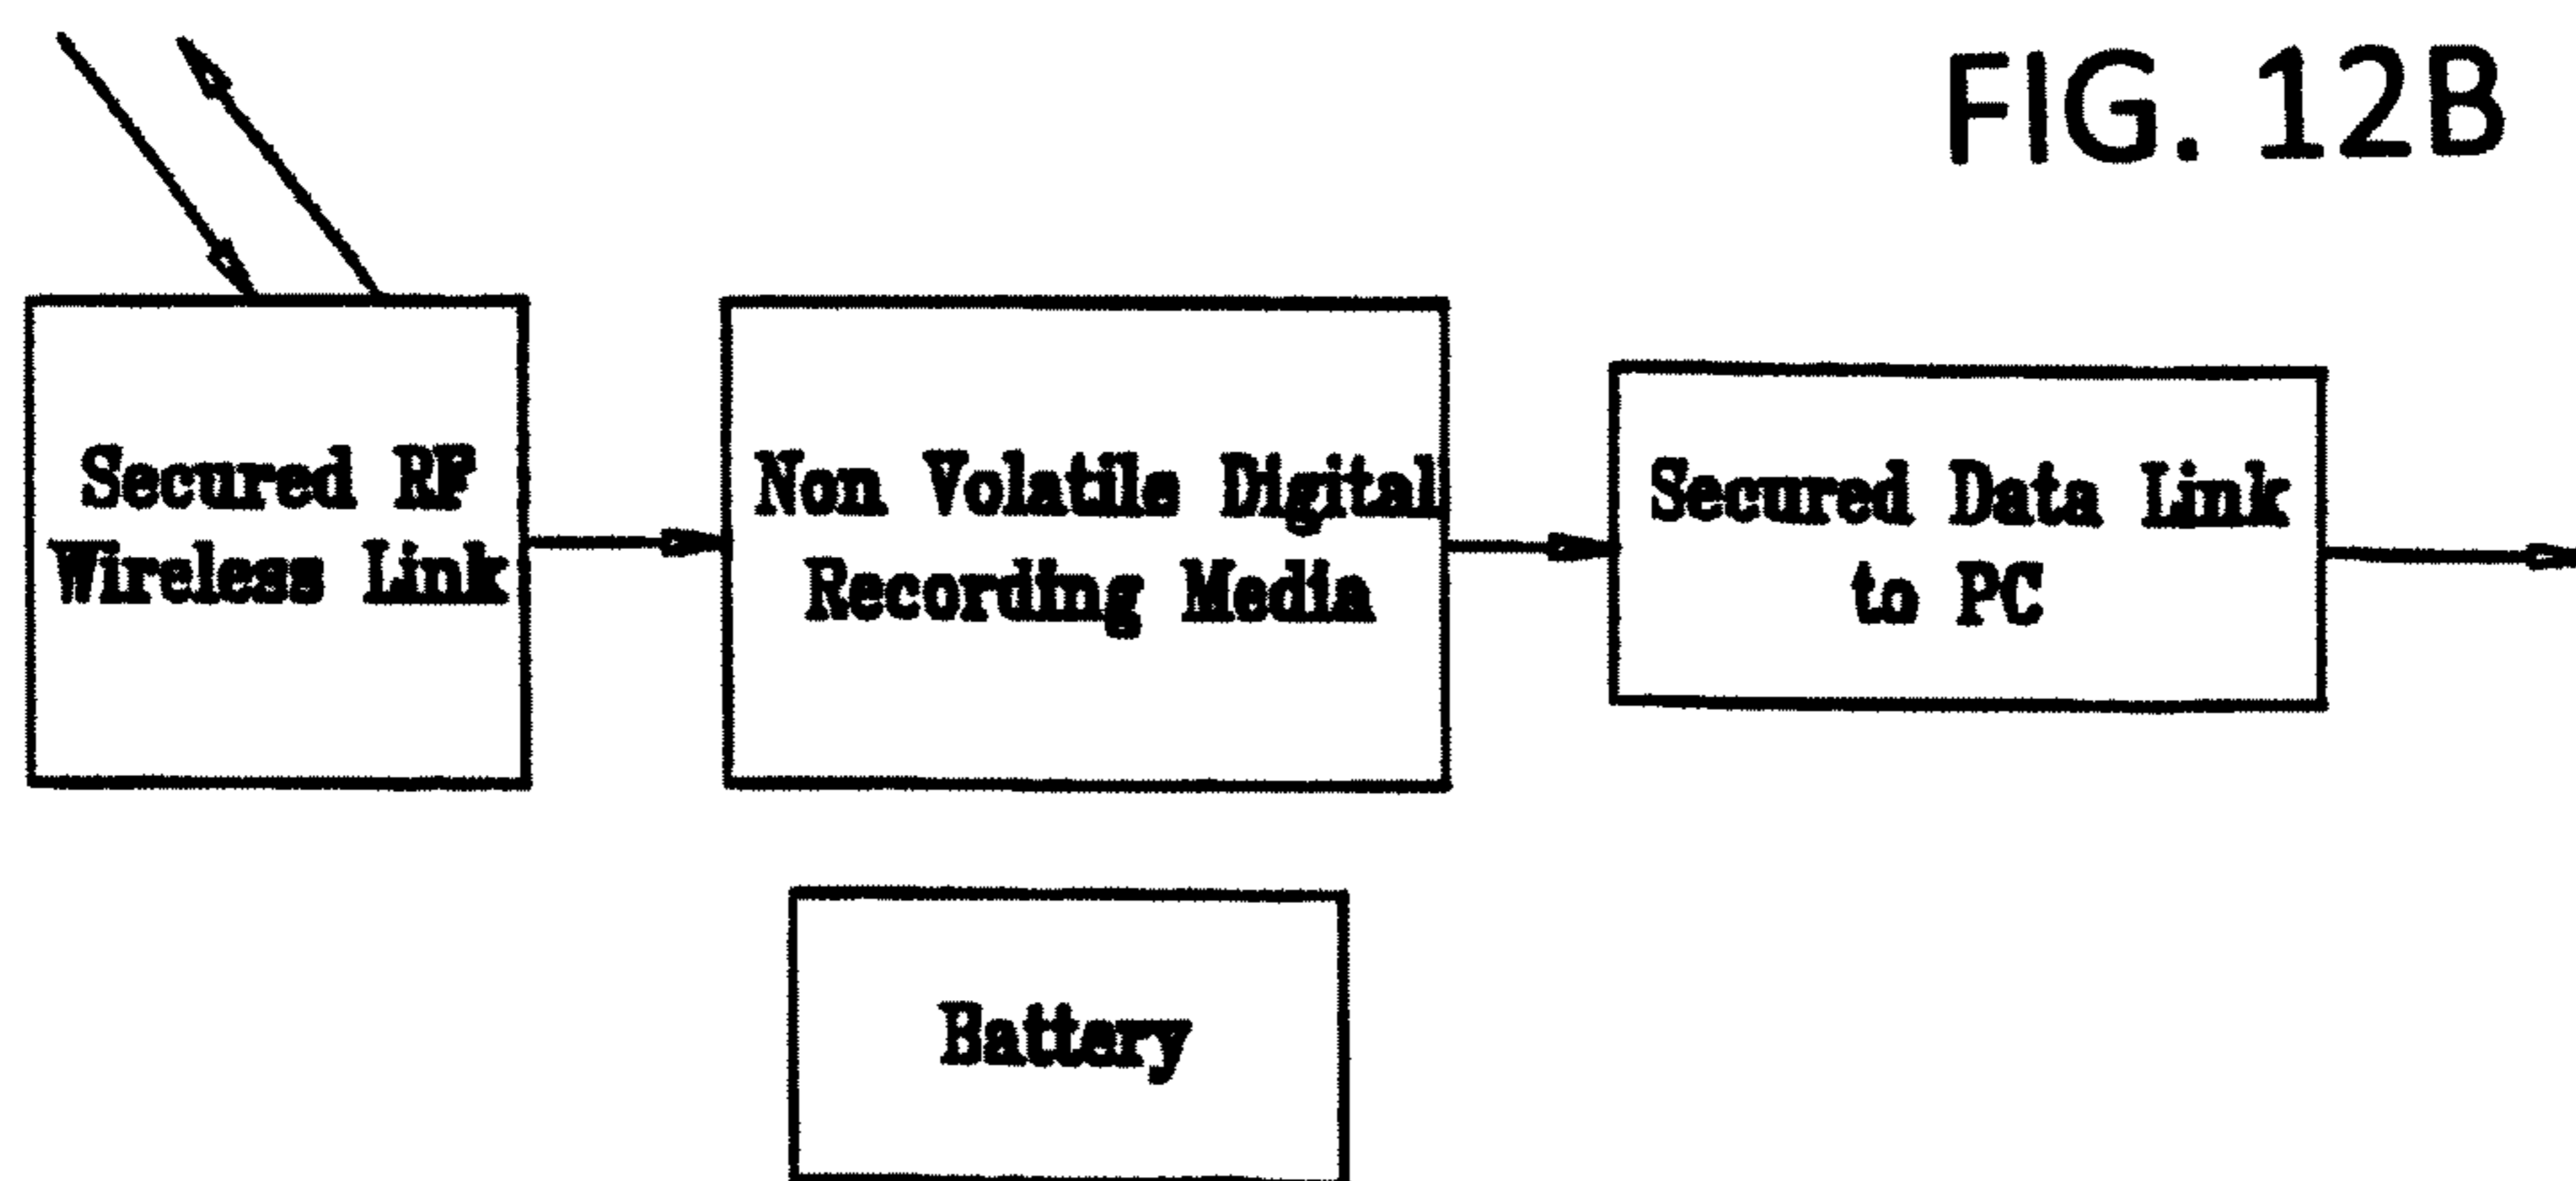 FIG. 12B
Secured RF
Wireless Link
Non Volatile Digital
Recording Media
Secured Data Link
to PC
Battery